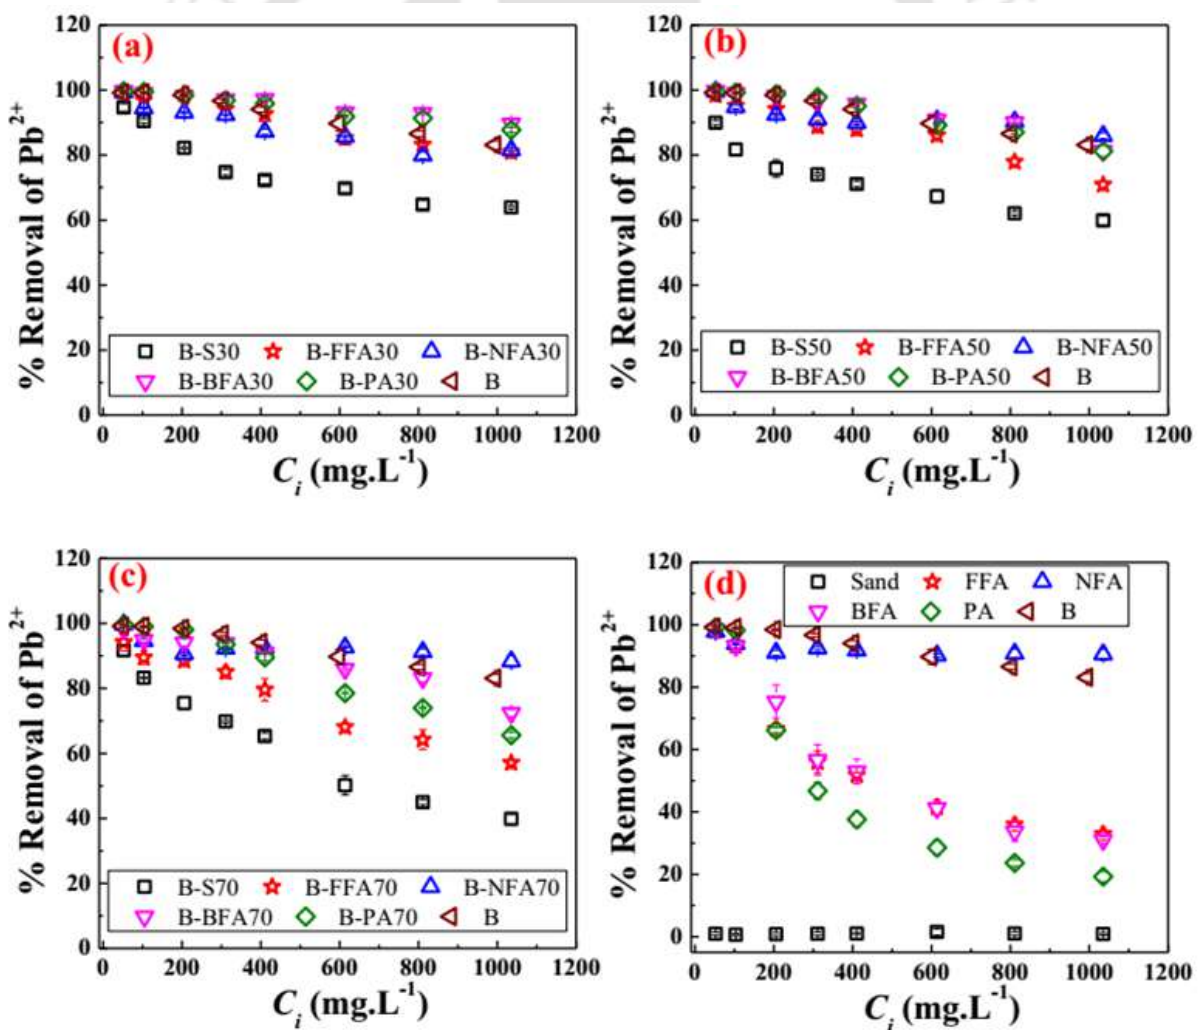 (a)
% Removal of Pb²⁺
120
100
80
60
40
20
0
B-S30 B-FFA30 B-NFA30
B-BFA30 B-PA30 B
0 200 400 600 800 1000 1200
Cᵢ (mg.L⁻¹)
(b)
% Removal of Pb²⁺
120
100
80
60
40
20
0
B-S50 B-FFA50 B-NFA50
B-BFA50 B-PA50 B
0 200 400 600 800 1000 1200
Cᵢ (mg.L⁻¹)
(c)
% Removal of Pb²⁺
120
100
80
60
40
20
0
B-S70 B-FFA70 B-NFA70
B-BFA70 B-PA70 B
0 200 400 600 800 1000 1200
Cᵢ (mg.L⁻¹)
(d)
% Removal of Pb²⁺
120
100
80
60
40
20
0
Sand FFA NFA
BFA PA B
0 200 400 600 800 1000 1200
Cᵢ (mg.L⁻¹)